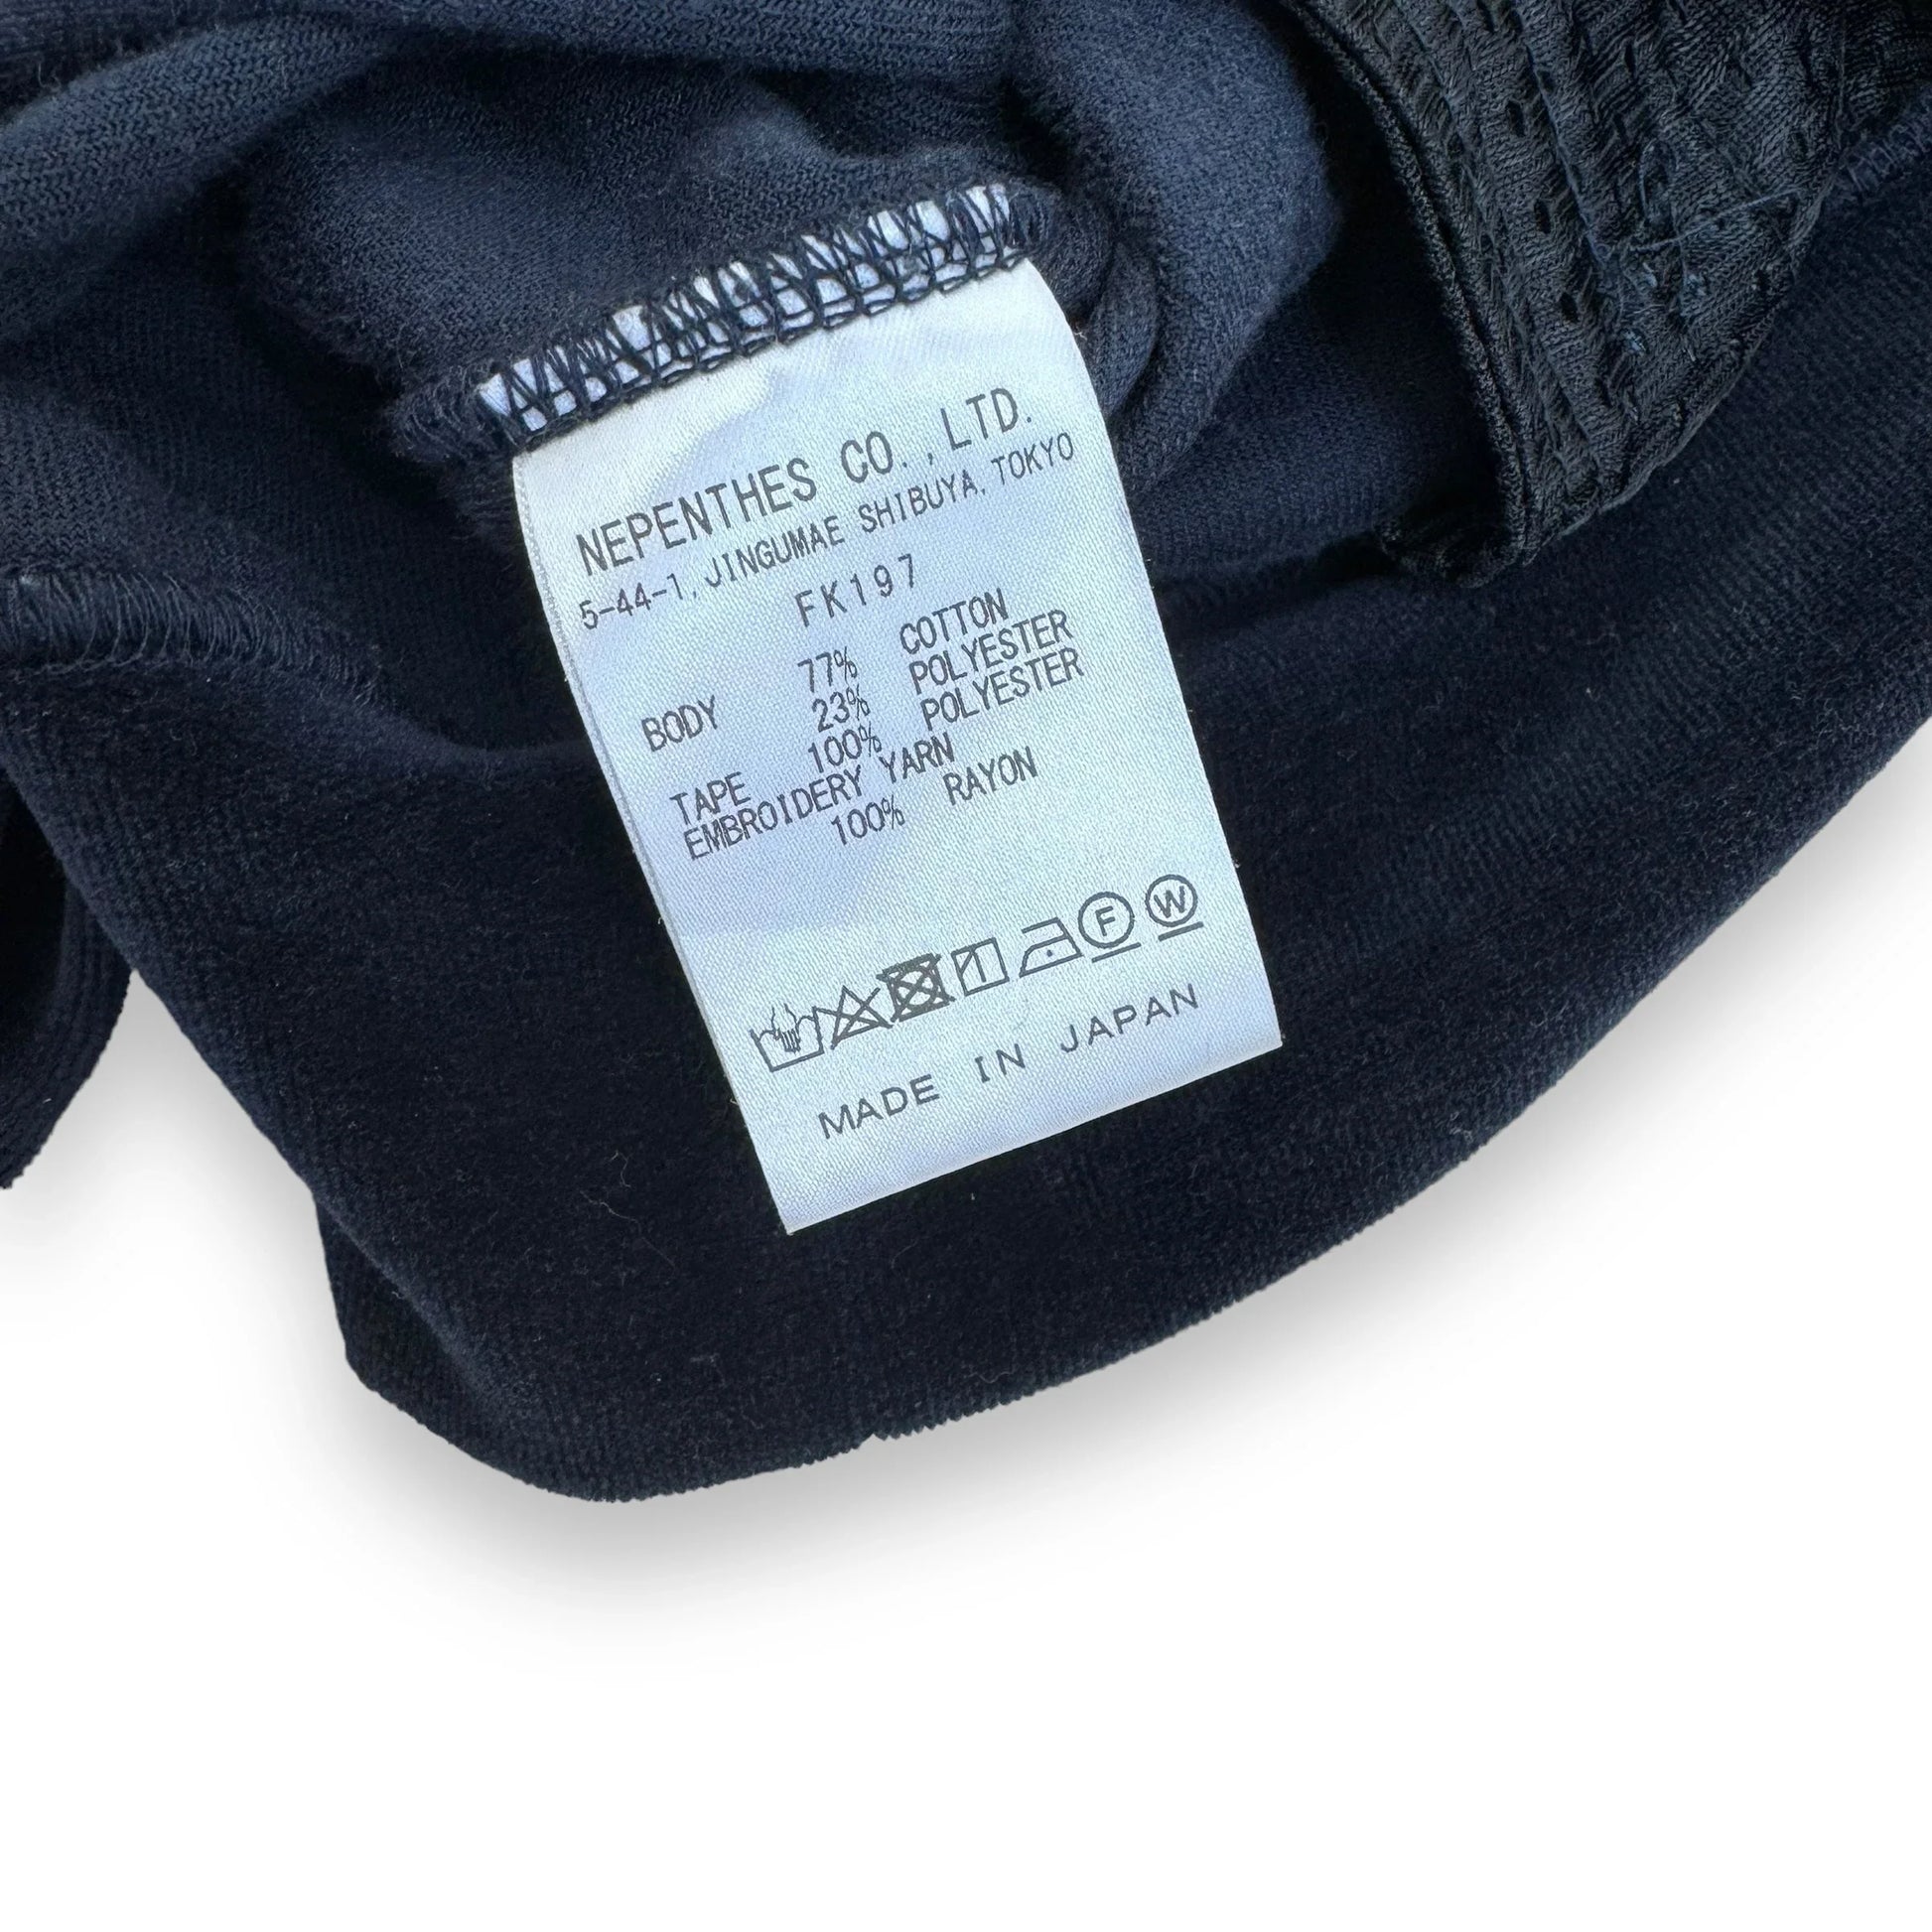 NEPENTHES CO.,LTD.
5-44-1,JINGUMAE SHIBUYA,TOKYO
FK197
BODY 77% COTTON
23% POLYESTER
TAPE 100% POLYESTER
EMBROIDERY YARN
100% RAYON
F W
MADE IN JAPAN